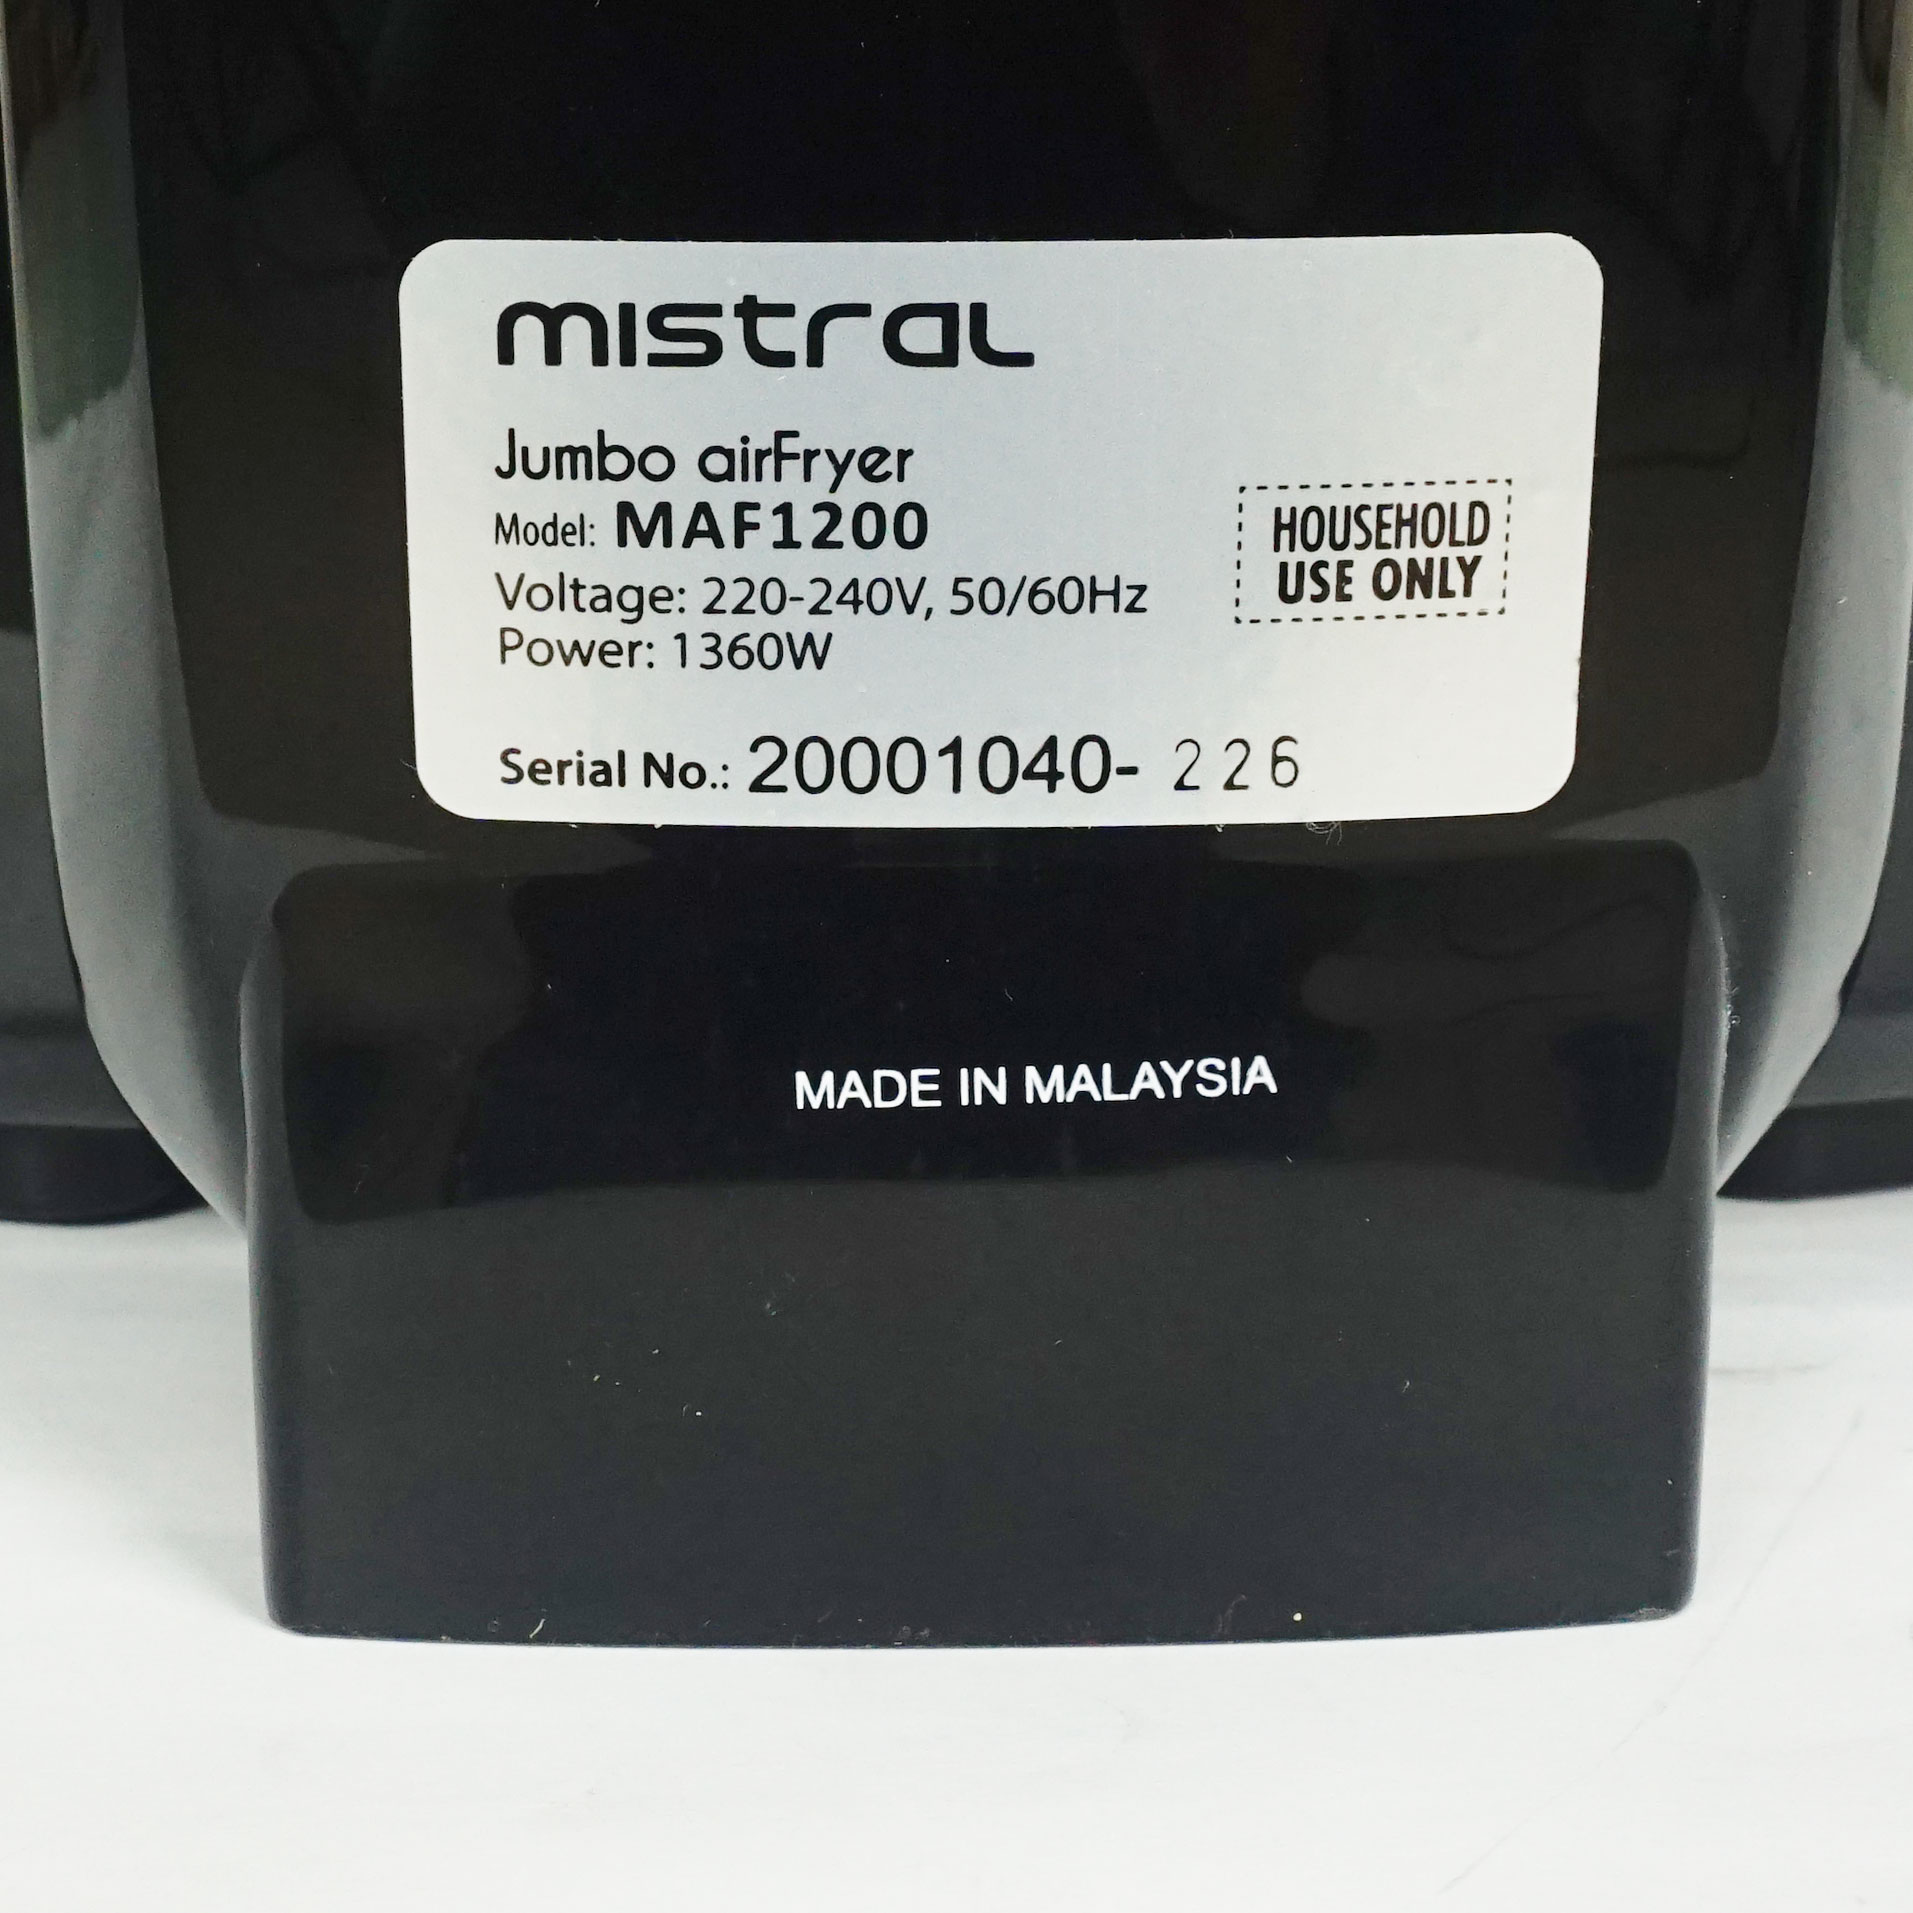 mistral
Jumbo airFryer
Model: MAF1200
Voltage: 220-240V, 50/60Hz
Power: 1360W
HOUSEHOLD
USE ONLY
Serial No.: 20001040- 226
MADE IN MALAYSIA